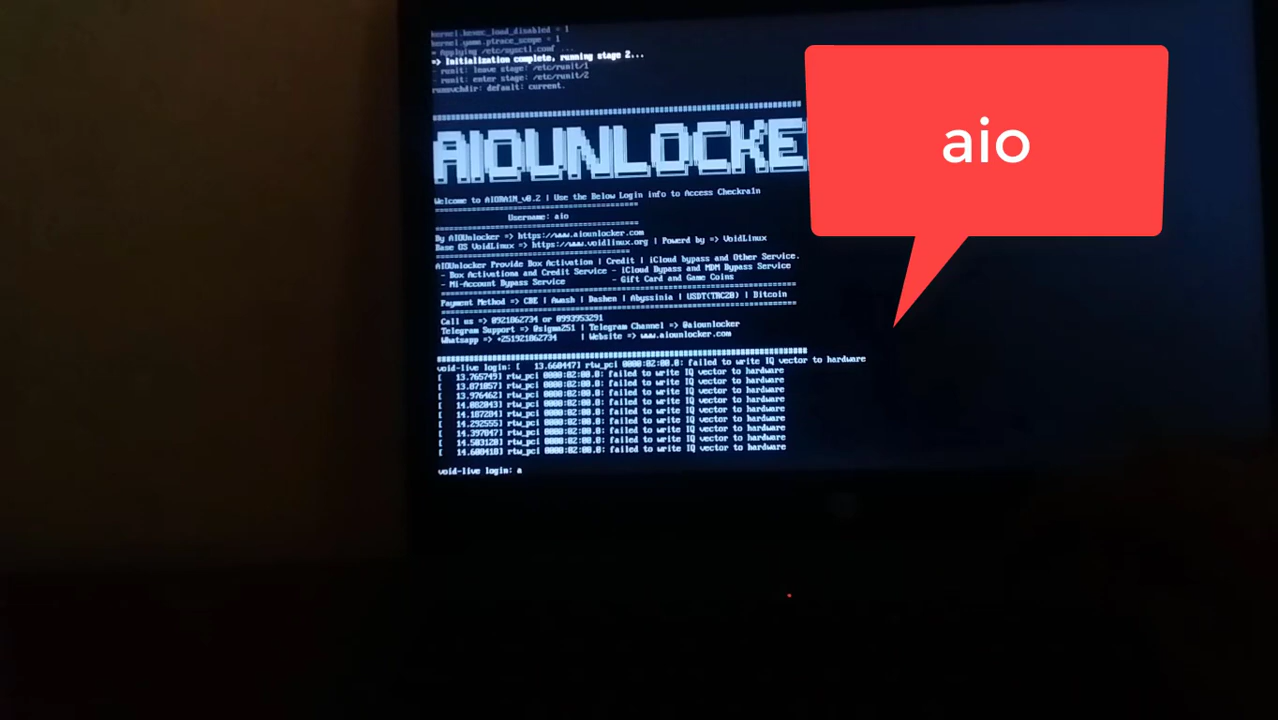 kernel.kexec_load_disabled = 1
kernel.yama.ptrace_scope = 1
* Applying /etc/sysctl.conf ...
=> Initialization complete, running stage 2...
- runit: leave stage: /etc/runit/1
- runit: enter stage: /etc/runit/2
runsvchdir: default: current.
AIOUNLOCKE
aio
Welcome to AIORA1N_v0.2 | Use the Below Login info to Access Checkra1n
Username: aio
By AIOUnlocker => https://www.aiounlocker.com
Base OS VoidLinux => https://www.voidlinux.org | Powerd by => VoidLinux
AIOUnlocker Provide Box Activation | Credit | iCloud bypass and Other Service.
- Box Activationa and Credit Service - iCloud Bypass and MDM Bypass Service
- Mi-Account Bypass Service - Gift Card and Game Coins
Payment Method => CBE | Awash | Dashen | Abyssinia | USDT(TRC20) | Bitcoin
Call us => 0921862734 or 0993953291
Telegram Support => @sigma251 | Telegram Channel => @aiounlocker
Whatsapp => +251921862734 | Website => www.aiounlocker.com
void-live login: [ 13.660447] rtw_pci 0000:02:00.0: failed to write IQ vector to hardware
[ 13.765749] rtw_pci 0000:02:00.0: failed to write IQ vector to hardware
[ 13.871057] rtw_pci 0000:02:00.0: failed to write IQ vector to hardware
[ 13.976462] rtw_pci 0000:02:00.0: failed to write IQ vector to hardware
[ 14.082043] rtw_pci 0000:02:00.0: failed to write IQ vector to hardware
[ 14.187284] rtw_pci 0000:02:00.0: failed to write IQ vector to hardware
[ 14.292555] rtw_pci 0000:02:00.0: failed to write IQ vector to hardware
[ 14.397847] rtw_pci 0000:02:00.0: failed to write IQ vector to hardware
[ 14.503120] rtw_pci 0000:02:00.0: failed to write IQ vector to hardware
[ 14.608410] rtw_pci 0000:02:00.0: failed to write IQ vector to hardware
void-live login: a